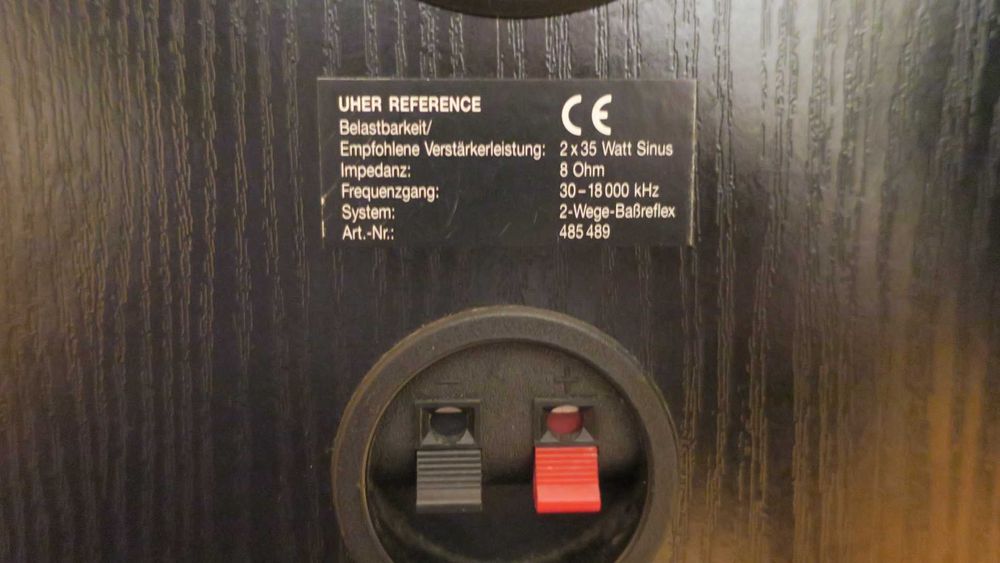 UHER REFERENCE CE
Belastbarkeit/
Empfohlene Verstärkerleistung: 2 x 35 Watt Sinus
Impedanz: 8 Ohm
Frequenzgang: 30 – 18 000 kHz
System: 2-Wege-Baßreflex
Art.-Nr.: 485 489
− +